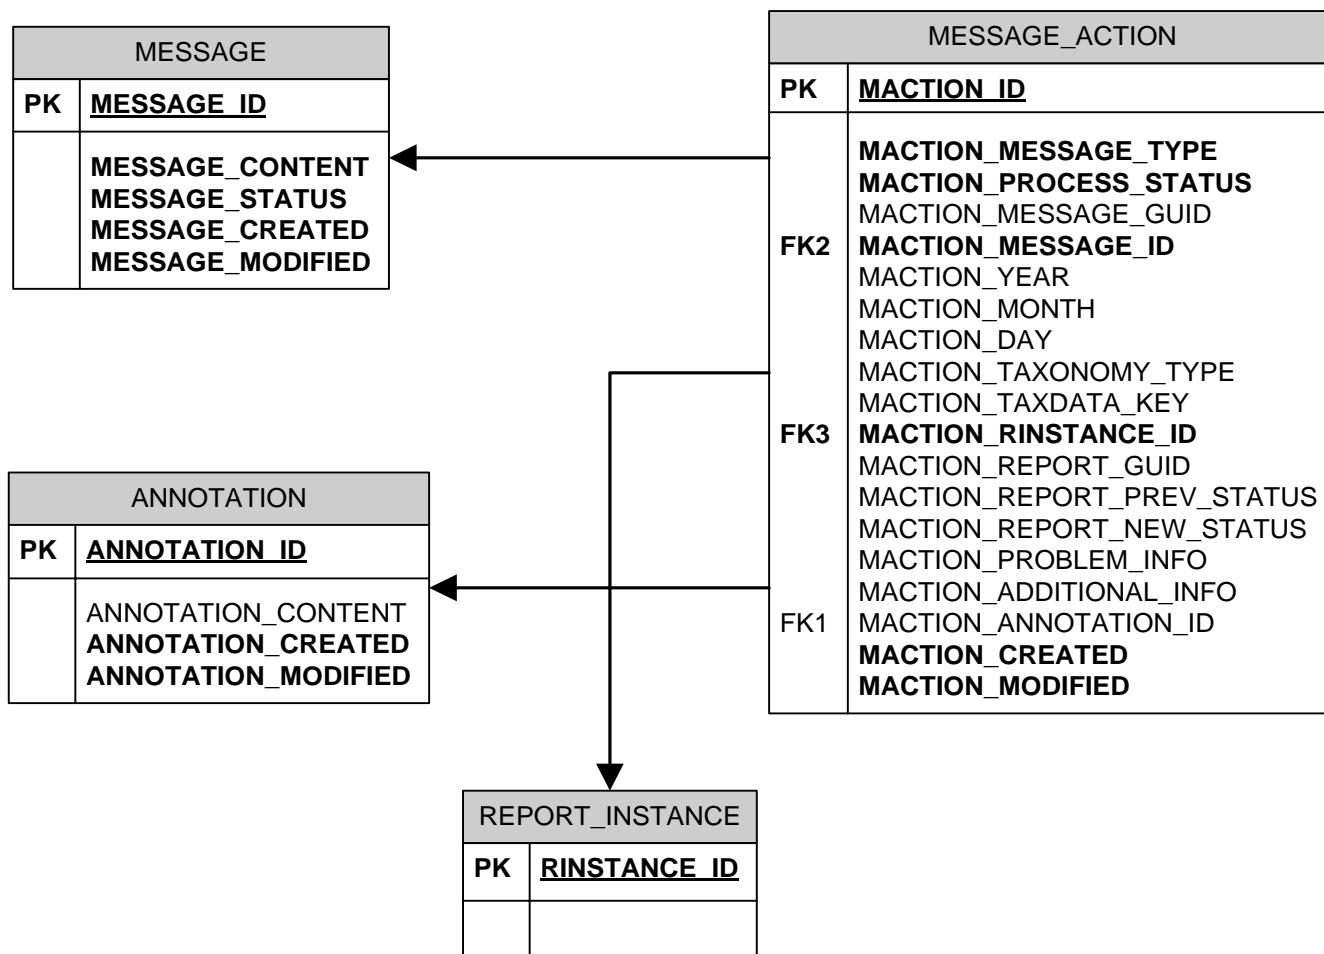 MESSAGE
PK MESSAGE_ID
MESSAGE_CONTENT
MESSAGE_STATUS
MESSAGE_CREATED
MESSAGE_MODIFIED
MESSAGE_ACTION
PK MACTION_ID
MACTION_MESSAGE_TYPE
MACTION_PROCESS_STATUS
MACTION_MESSAGE_GUID
FK2 MACTION_MESSAGE_ID
MACTION_YEAR
MACTION_MONTH
MACTION_DAY
MACTION_TAXONOMY_TYPE
MACTION_TAXDATA_KEY
FK3 MACTION_RINSTANCE_ID
MACTION_REPORT_GUID
MACTION_REPORT_PREV_STATUS
MACTION_REPORT_NEW_STATUS
MACTION_PROBLEM_INFO
MACTION_ADDITIONAL_INFO
FK1 MACTION_ANNOTATION_ID
MACTION_CREATED
MACTION_MODIFIED
ANNOTATION
PK ANNOTATION_ID
ANNOTATION_CONTENT
ANNOTATION_CREATED
ANNOTATION_MODIFIED
REPORT_INSTANCE
PK RINSTANCE_ID